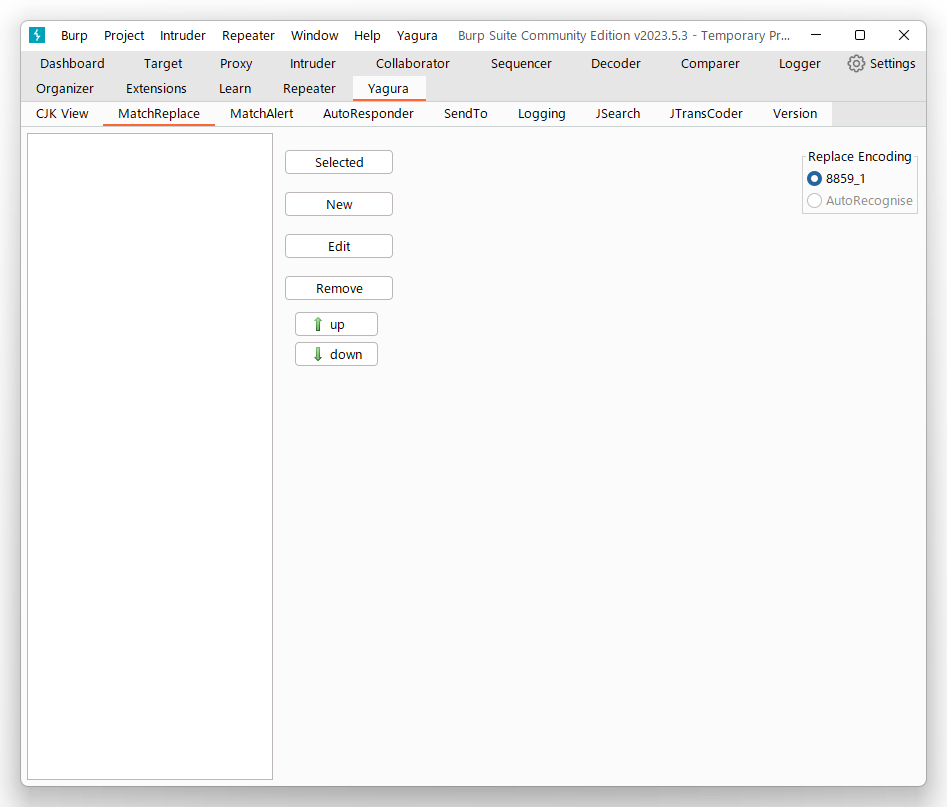 Burp Project Intruder Repeater Window Help Yagura Burp Suite Community Edition v2023.5.3 - Temporary Pr...
Dashboard Target Proxy Intruder Collaborator Sequencer Decoder Comparer Logger Settings
Organizer Extensions Learn Repeater Yagura
CJK View MatchReplace MatchAlert AutoResponder SendTo Logging JSearch JTransCoder Version
Selected
New
Edit
Remove
up
down
Replace Encoding
8859_1
AutoRecognise